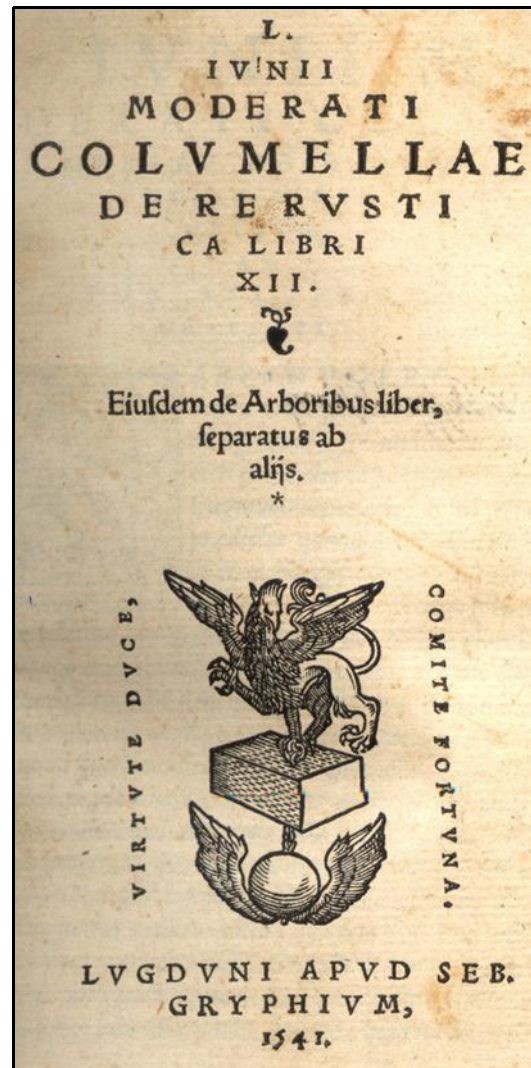 L.
IVNII
MODERATI
COLVMELLAE
DE RE RVSTI
CA LIBRI
XII.
Eiuſdem de Arboribus liber,
ſeparatus ab
alijs.
*
VIRTVTE DVCE,
COMITE FORTVNA.
LVGDVNI APVD SEB.
GRYPHIVM,
1541.